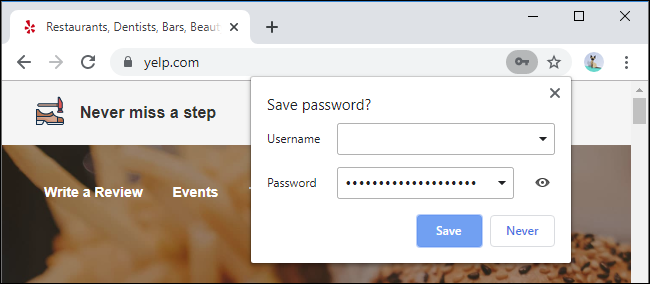 Restaurants, Dentists, Bars, Beaut
yelp.com
Never miss a step
Save password?
Username
Password ••••••••••••••••••••
Save Never
Write a Review Events